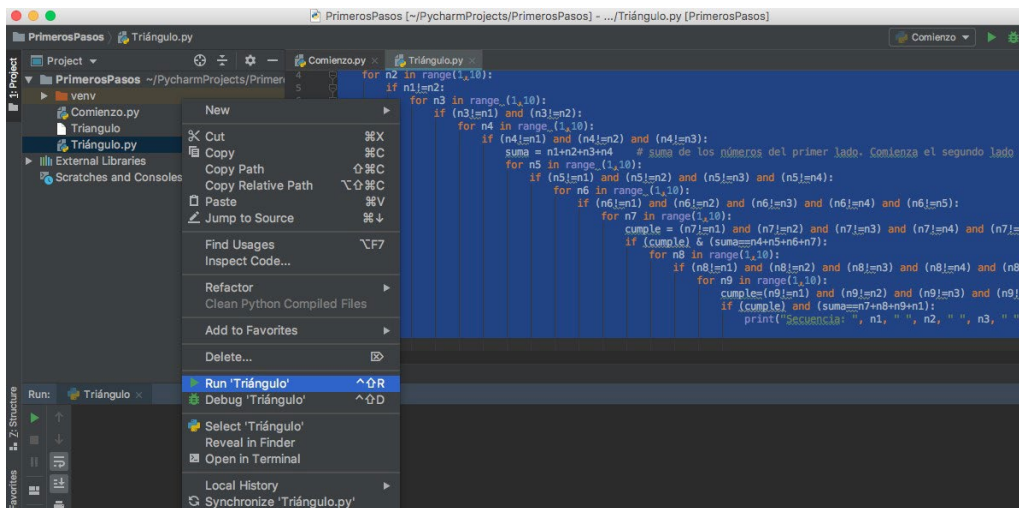 PrimerosPasos [~/PycharmProjects/PrimerosPasos] - .../Triángulo.py [PrimerosPasos]
PrimerosPasos Triángulo.py
Comienzo
1: Project
Project
Comienzo.py
Triángulo.py
PrimerosPasos ~/PycharmProjects/Primer
venv
Comienzo.py
Triangulo
Triángulo.py
External Libraries
Scratches and Consoles
4 for n2 in range(1,10):
5 if n1!=n2:
for n3 in range (1,10):
if (n3!=n1) and (n3!=n2):
for n4 in range (1,10):
if (n4!=n1) and (n4!=n2) and (n4!=n3):
suma = n1+n2+n3+n4 # suma de los números del primer lado. Comienza el segundo lado
for n5 in range (1,10):
if (n5!=n1) and (n5!=n2) and (n5!=n3) and (n5!=n4):
for n6 in range (1,10):
if (n6!=n1) and (n6!=n2) and (n6!=n3) and (n6!=n4) and (n6!=n5):
for n7 in range(1,10):
cumple = (n7!=n1) and (n7!=n2) and (n7!=n3) and (n7!=n4) and (n7!=
if (cumple) & (suma==n4+n5+n6+n7):
for n8 in range(1,10):
if (n8!=n1) and (n8!=n2) and (n8!=n3) and (n8!=n4) and (n8
for n9 in range(1,10):
cumple=(n9!=n1) and (n9!=n2) and (n9!=n3) and (n9!
if (cumple) and (suma==n7+n8+n9+n1):
print("Secuencia: ", n1, " ", n2, " ", n3, " "
New
Cut ⌘X
Copy ⌘C
Copy Path ⇧⌘C
Copy Relative Path ⌥⇧⌘C
Paste ⌘V
Jump to Source ⌘↓
Find Usages ⌥F7
Inspect Code...
Refactor
Clean Python Compiled Files
Add to Favorites
Delete... ⌦
Run 'Triángulo' ^⇧R
Debug 'Triángulo' ^⇧D
Select 'Triángulo'
Reveal in Finder
Open in Terminal
Local History
Synchronize 'Triángulo.py'
Run: Triángulo
Z: Structure
avorites